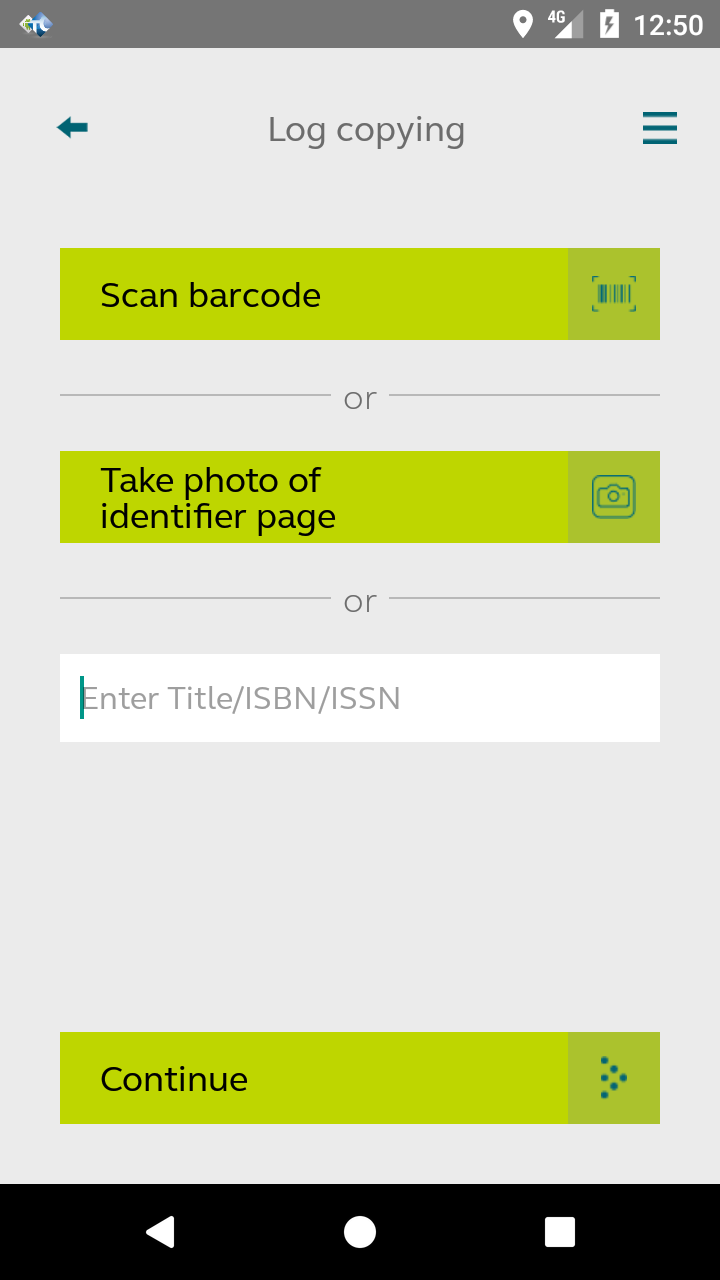 4G 12:50
Log copying
Scan barcode
or
Take photo of
identifier page
or
Enter Title/ISBN/ISSN
Continue